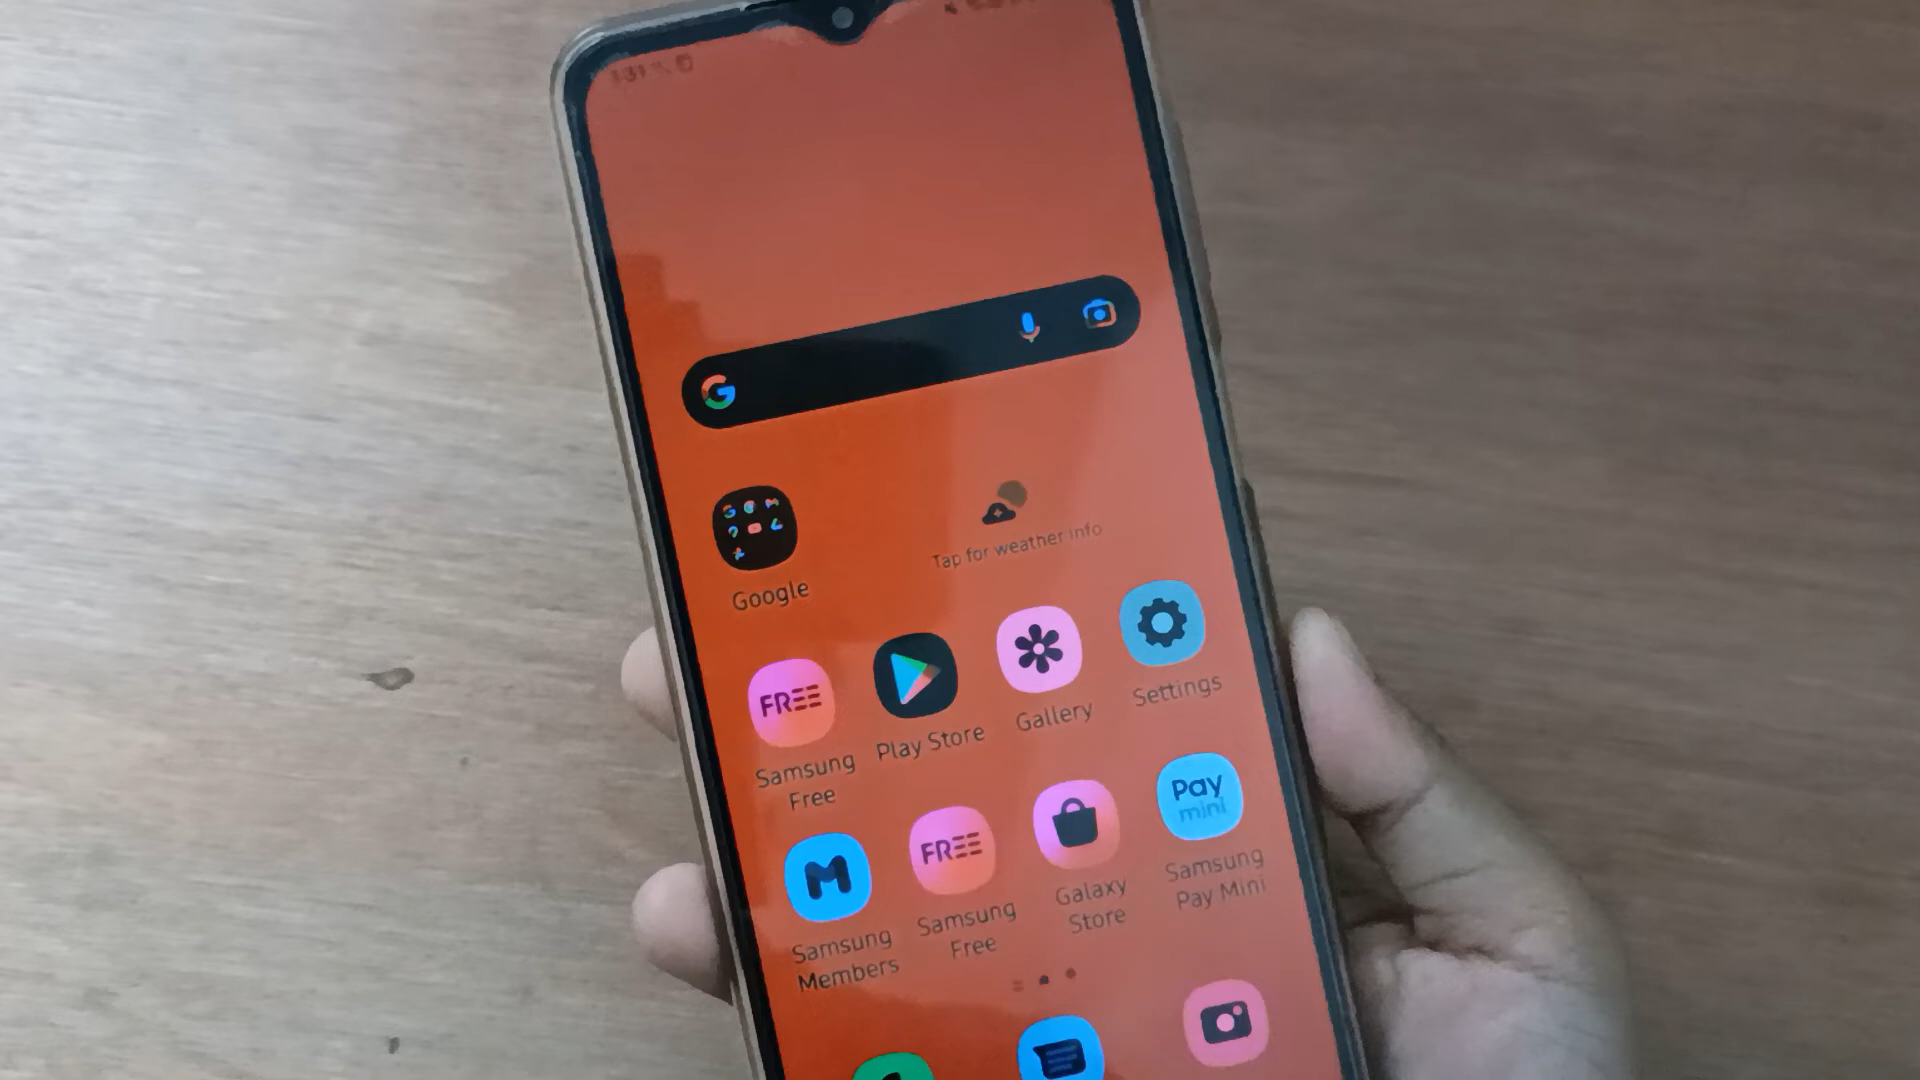 G
Tap for weather info
Google
FREE
Samsung
Free
Play Store
Gallery
Settings
M
Samsung
Members
FREE
Samsung
Free
Galaxy
Store
Pay
mini
Samsung
Pay Mini